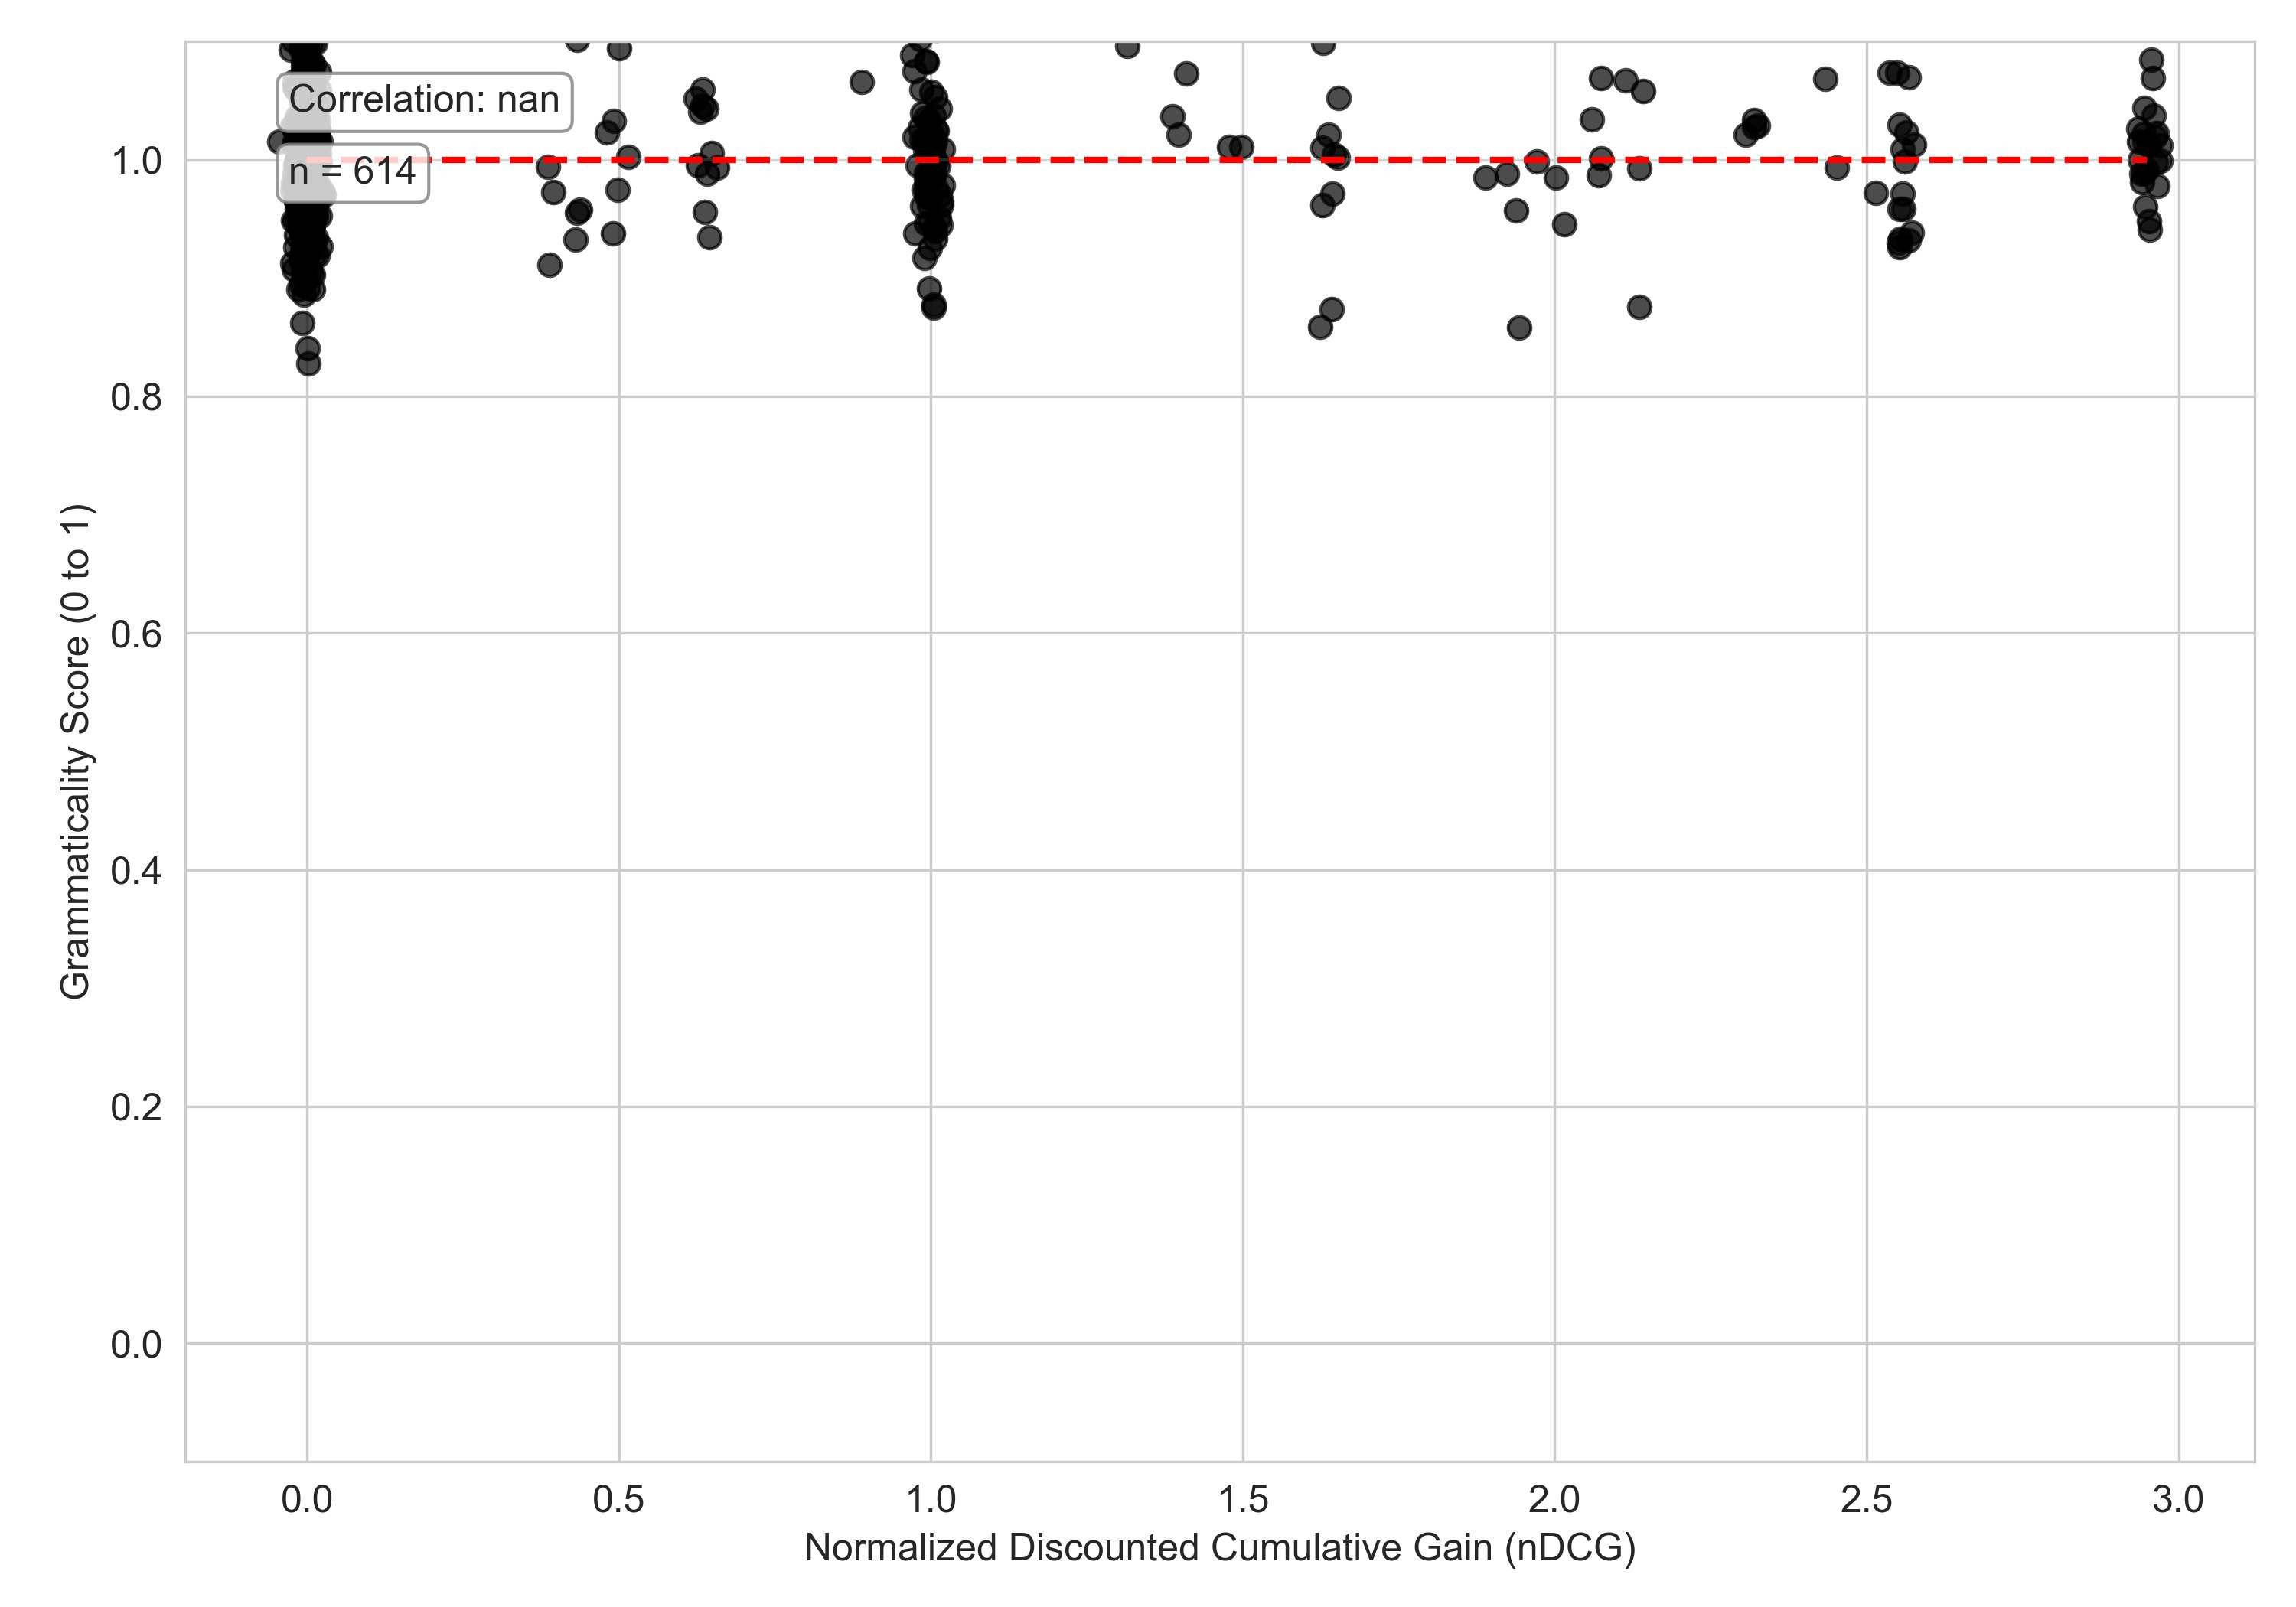 Correlation: nan
n = 614
1.0
0.8
0.6
0.4
0.2
0.0
Grammaticality Score (0 to 1)
0.0 0.5 1.0 1.5 2.0 2.5 3.0
Normalized Discounted Cumulative Gain (nDCG)